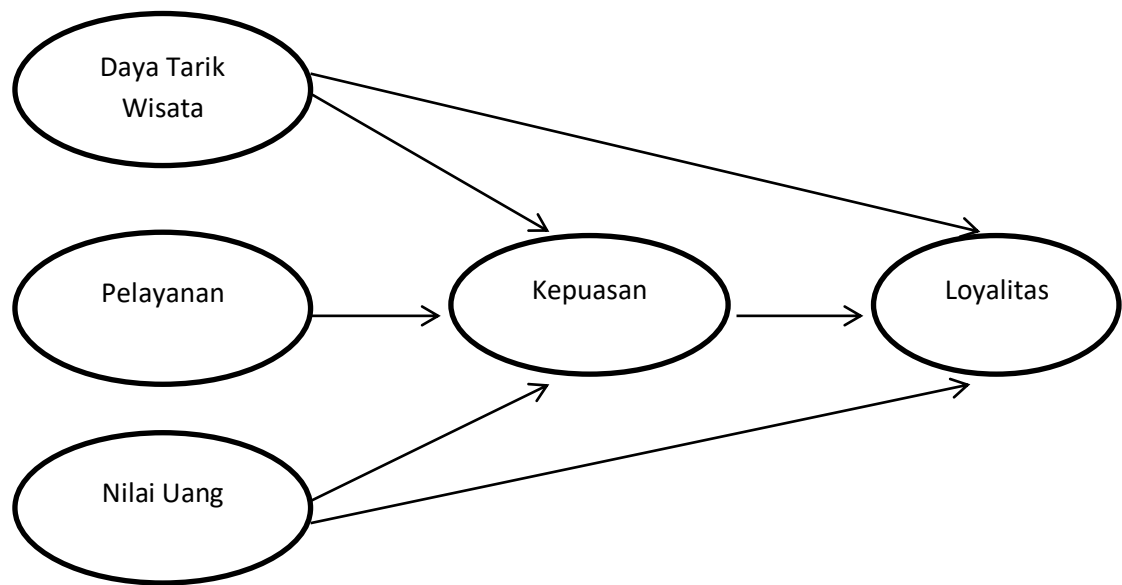 Daya Tarik
Wisata
Pelayanan
Kepuasan
Loyalitas
Nilai Uang